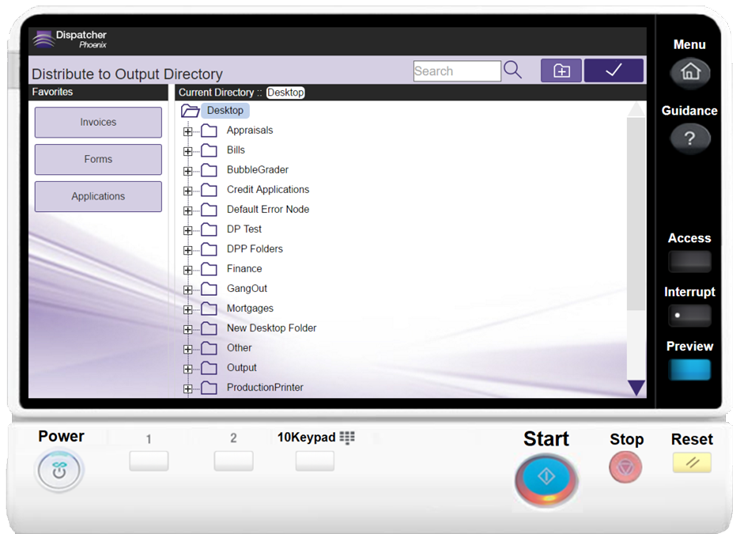 Dispatcher
Phoenix
Menu
Distribute to Output Directory
Search
Favorites
Current Directory :: Desktop
Invoices
Forms
Applications
Desktop
Appraisals
Bills
BubbleGrader
Credit Applications
Default Error Node
DP Test
DPP Folders
Finance
GangOut
Mortgages
New Desktop Folder
Other
Output
ProductionPrinter
Guidance
?
Access
Interrupt
Preview
Power
1
2
10Keypad
Start
Stop
Reset